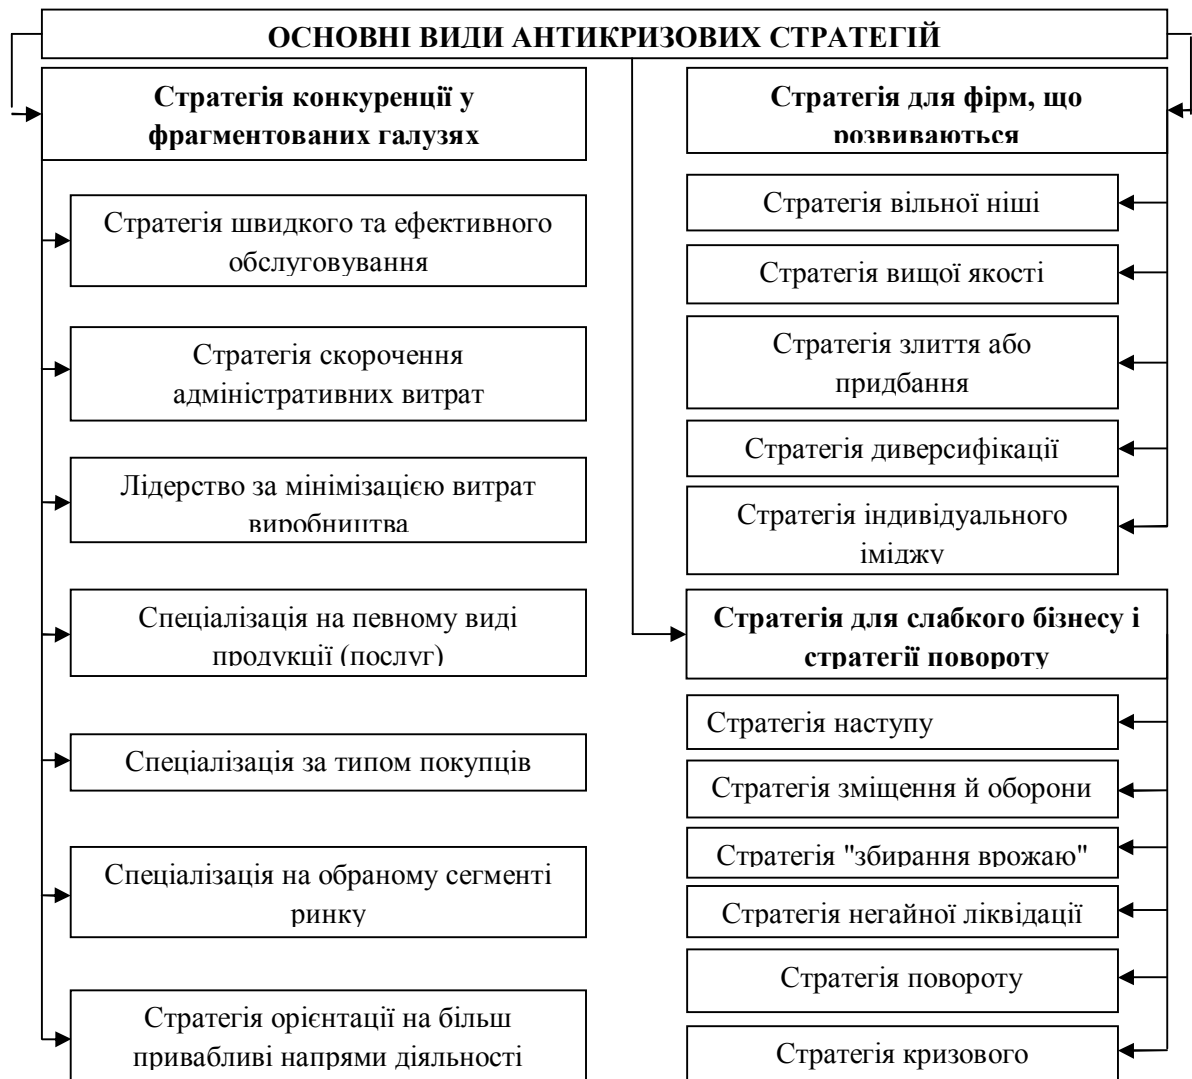 ОСНОВНІ ВИДИ АНТИКРИЗОВИХ СТРАТЕГІЙ
Стратегія конкуренції у
фрагментованих галузях
Стратегія швидкого та ефективного
обслуговування
Стратегія скорочення
адміністративних витрат
Лідерство за мінімізацією витрат
виробництва
Спеціалізація на певному виді
продукції (послуг)
Спеціалізація за типом покупців
Спеціалізація на обраному сегменті
ринку
Стратегія орієнтації на більш
привабливі напрями діяльності
Стратегія для фірм, що
розвиваються
Стратегія вільної ніші
Стратегія вищої якості
Стратегія злиття або
придбання
Стратегія диверсифікації
Стратегія індивідуального
іміджу
Стратегія для слабкого бізнесу і
стратегії повороту
Стратегія наступу
Стратегія зміщення й оборони
Стратегія "збирання врожаю"
Стратегія негайної ліквідації
Стратегія повороту
Стратегія кризового